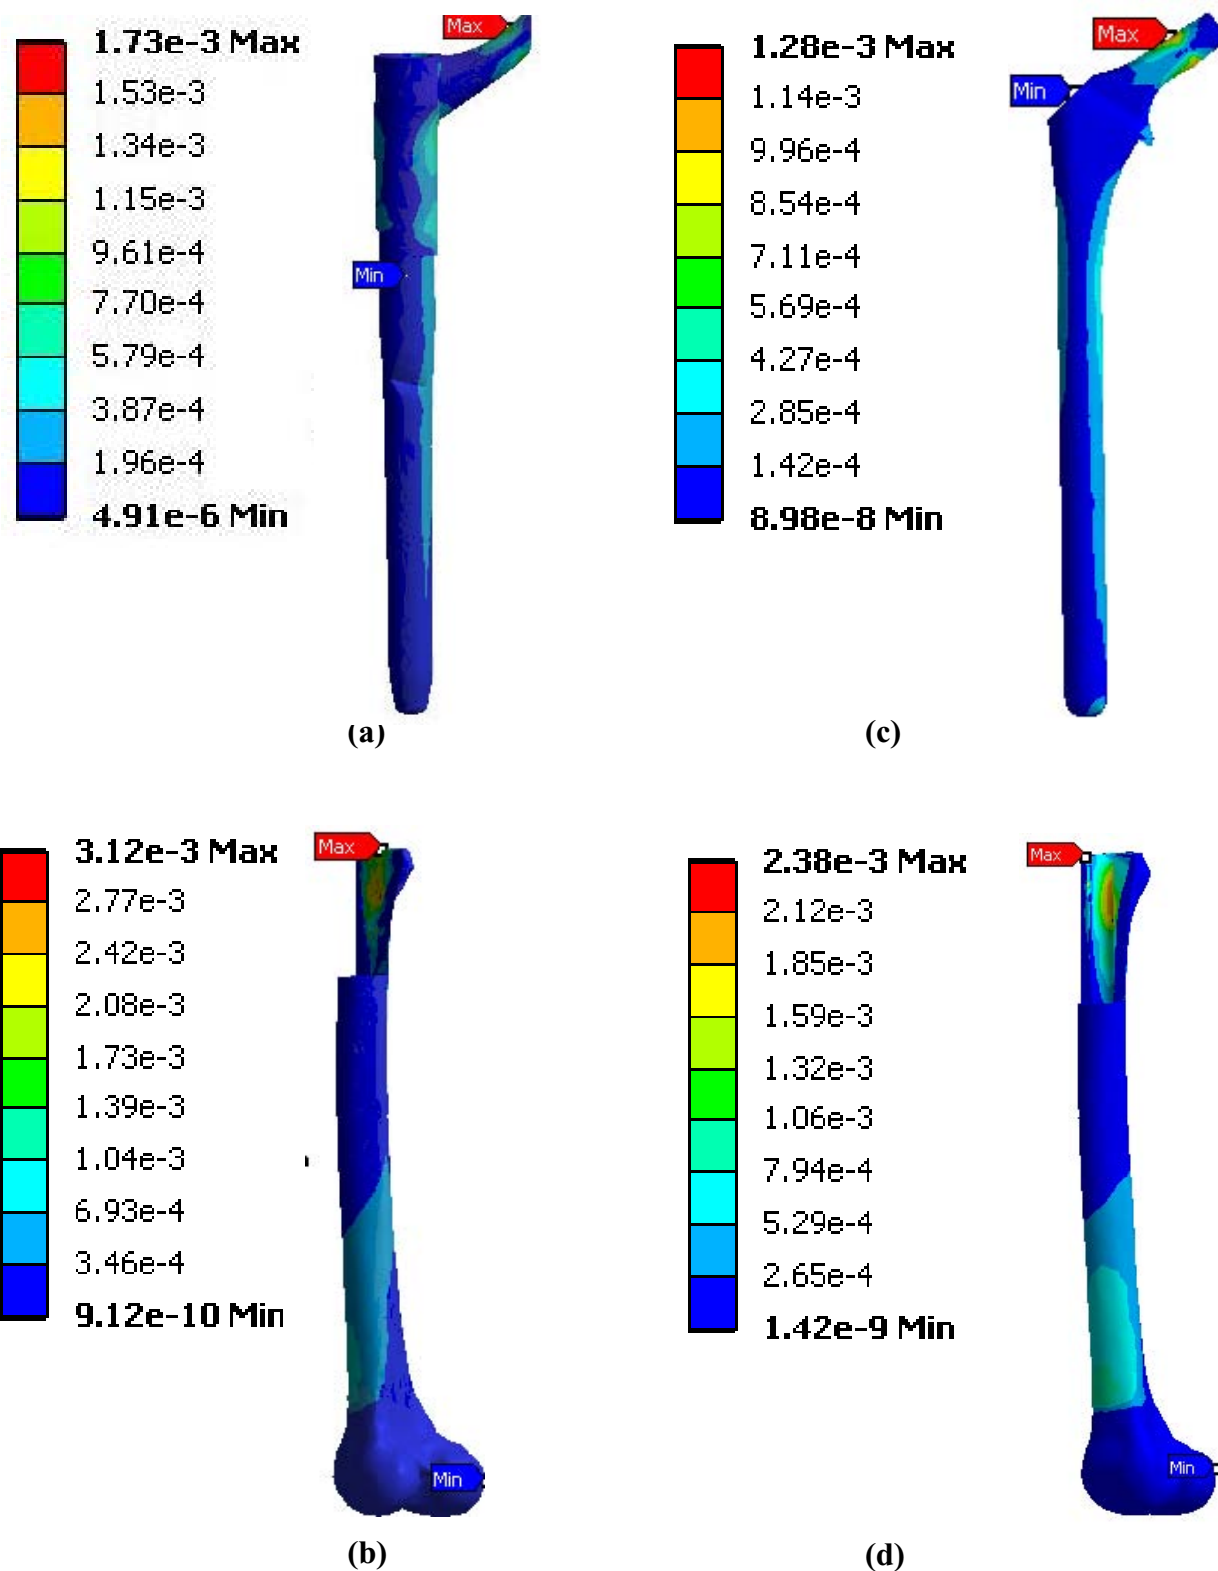 Max
1.73e-3 Max
1.53e-3
1.34e-3
1.15e-3
9.61e-4
7.70e-4
5.79e-4
3.87e-4
1.96e-4
4.91e-6 Min
Min
(a)
Max
1.28e-3 Max
1.14e-3
9.96e-4
8.54e-4
7.11e-4
5.69e-4
4.27e-4
2.85e-4
1.42e-4
8.98e-8 Min
Min
(c)
Max
3.12e-3 Max
2.77e-3
2.42e-3
2.08e-3
1.73e-3
1.39e-3
1.04e-3
6.93e-4
3.46e-4
9.12e-10 Min
Min
(b)
Max
2.38e-3 Max
2.12e-3
1.85e-3
1.59e-3
1.32e-3
1.06e-3
7.94e-4
5.29e-4
2.65e-4
1.42e-9 Min
Min
(d)